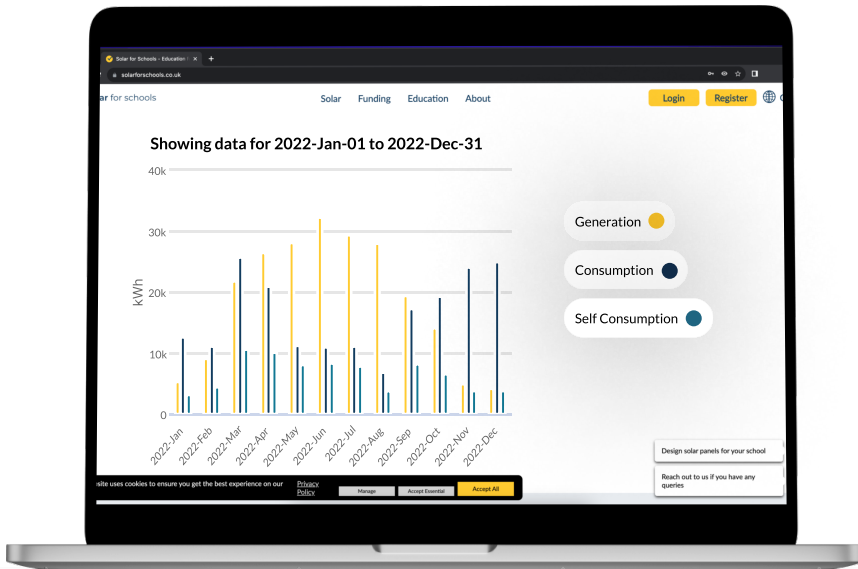 Solar for Schools - Education
solarforschools.co.uk
ar for schools
Solar
Funding
Education
About
Login
Register
Showing data for 2022-Jan-01 to 2022-Dec-31
40k
30k
20k
10k
0
kWh
2022-Jan
2022-Feb
2022-Mar
2022-Apr
2022-May
2022-Jun
2022-Jul
2022-Aug
2022-Sep
2022-Oct
2022-Nov
2022-Dec
Generation
Consumption
Self Consumption
Design solar panels for your school
Reach out to us if you have any
queries
site uses cookies to ensure you get the best experience on our
Privacy
Policy
Manage
Accept Essential
Accept All